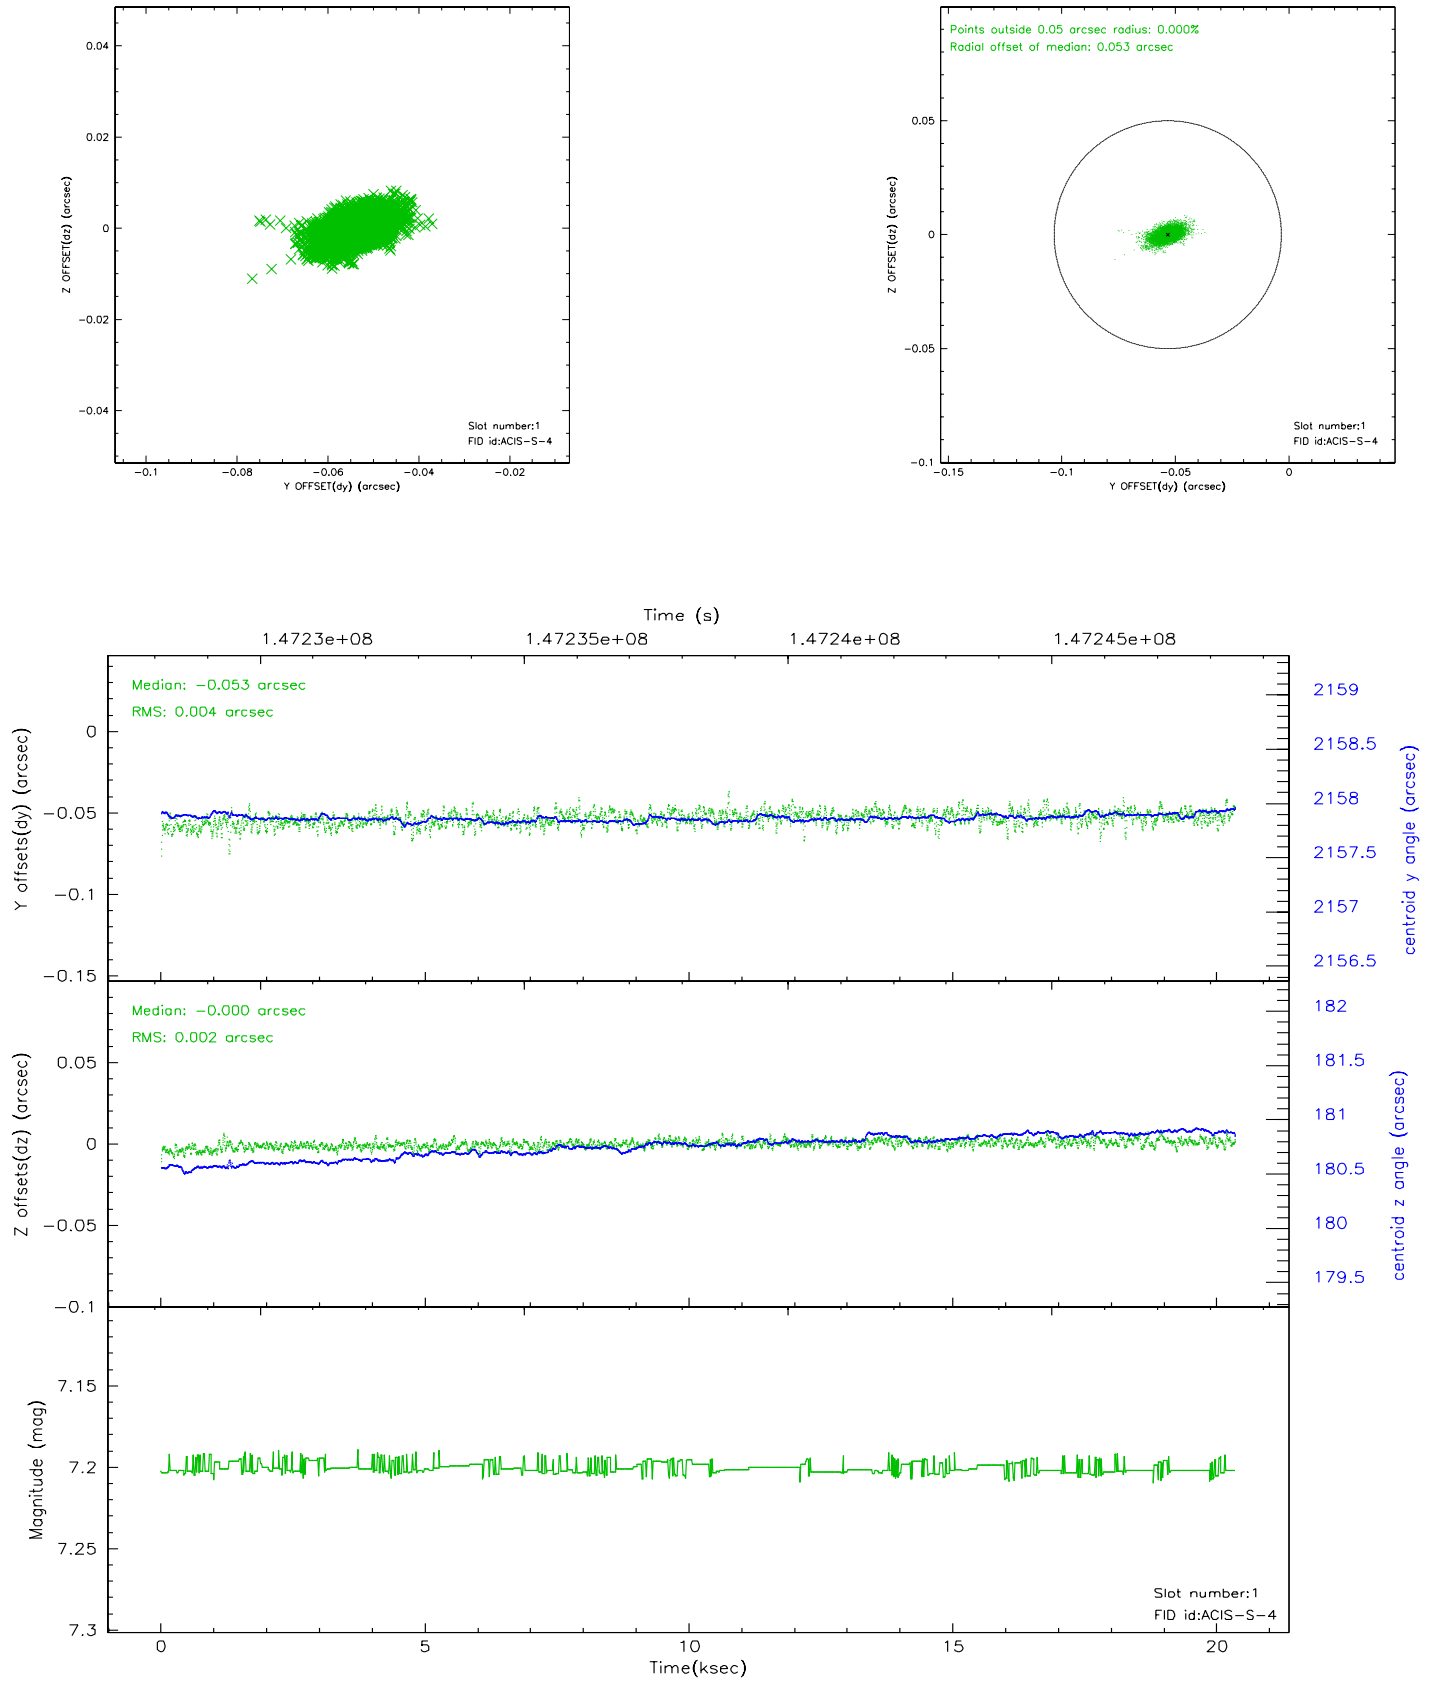 0.04
0.02
0
-0.02
-0.04
Z OFFSET(dz) (arcsec)
Slot number:1
FID id:ACIS-S-4
-0.1 -0.08 -0.06 -0.04 -0.02
Y OFFSET(dy) (arcsec)
Points outside 0.05 arcsec radius: 0.000%
Radial offset of median: 0.053 arcsec
0.05
0
-0.05
-0.1
Z OFFSET(dz) (arcsec)
Slot number:1
FID id:ACIS-S-4
-0.15 -0.1 -0.05 0
Y OFFSET(dy) (arcsec)
Time (s)
1.4723e+08 1.47235e+08 1.4724e+08 1.47245e+08
Median: -0.053 arcsec
RMS: 0.004 arcsec
0
-0.05
-0.1
-0.15
Y offsets(dy) (arcsec)
2159
2158.5
2158
2157.5
2157
2156.5
centroid y angle (arcsec)
Median: -0.000 arcsec
RMS: 0.002 arcsec
0.05
0
-0.05
-0.1
Z offsets(dz) (arcsec)
182
181.5
181
180.5
180
179.5
centroid z angle (arcsec)
7.15
7.2
7.25
7.3
Magnitude (mag)
Slot number:1
FID id:ACIS-S-4
0 5 10 15 20
Time(ksec)